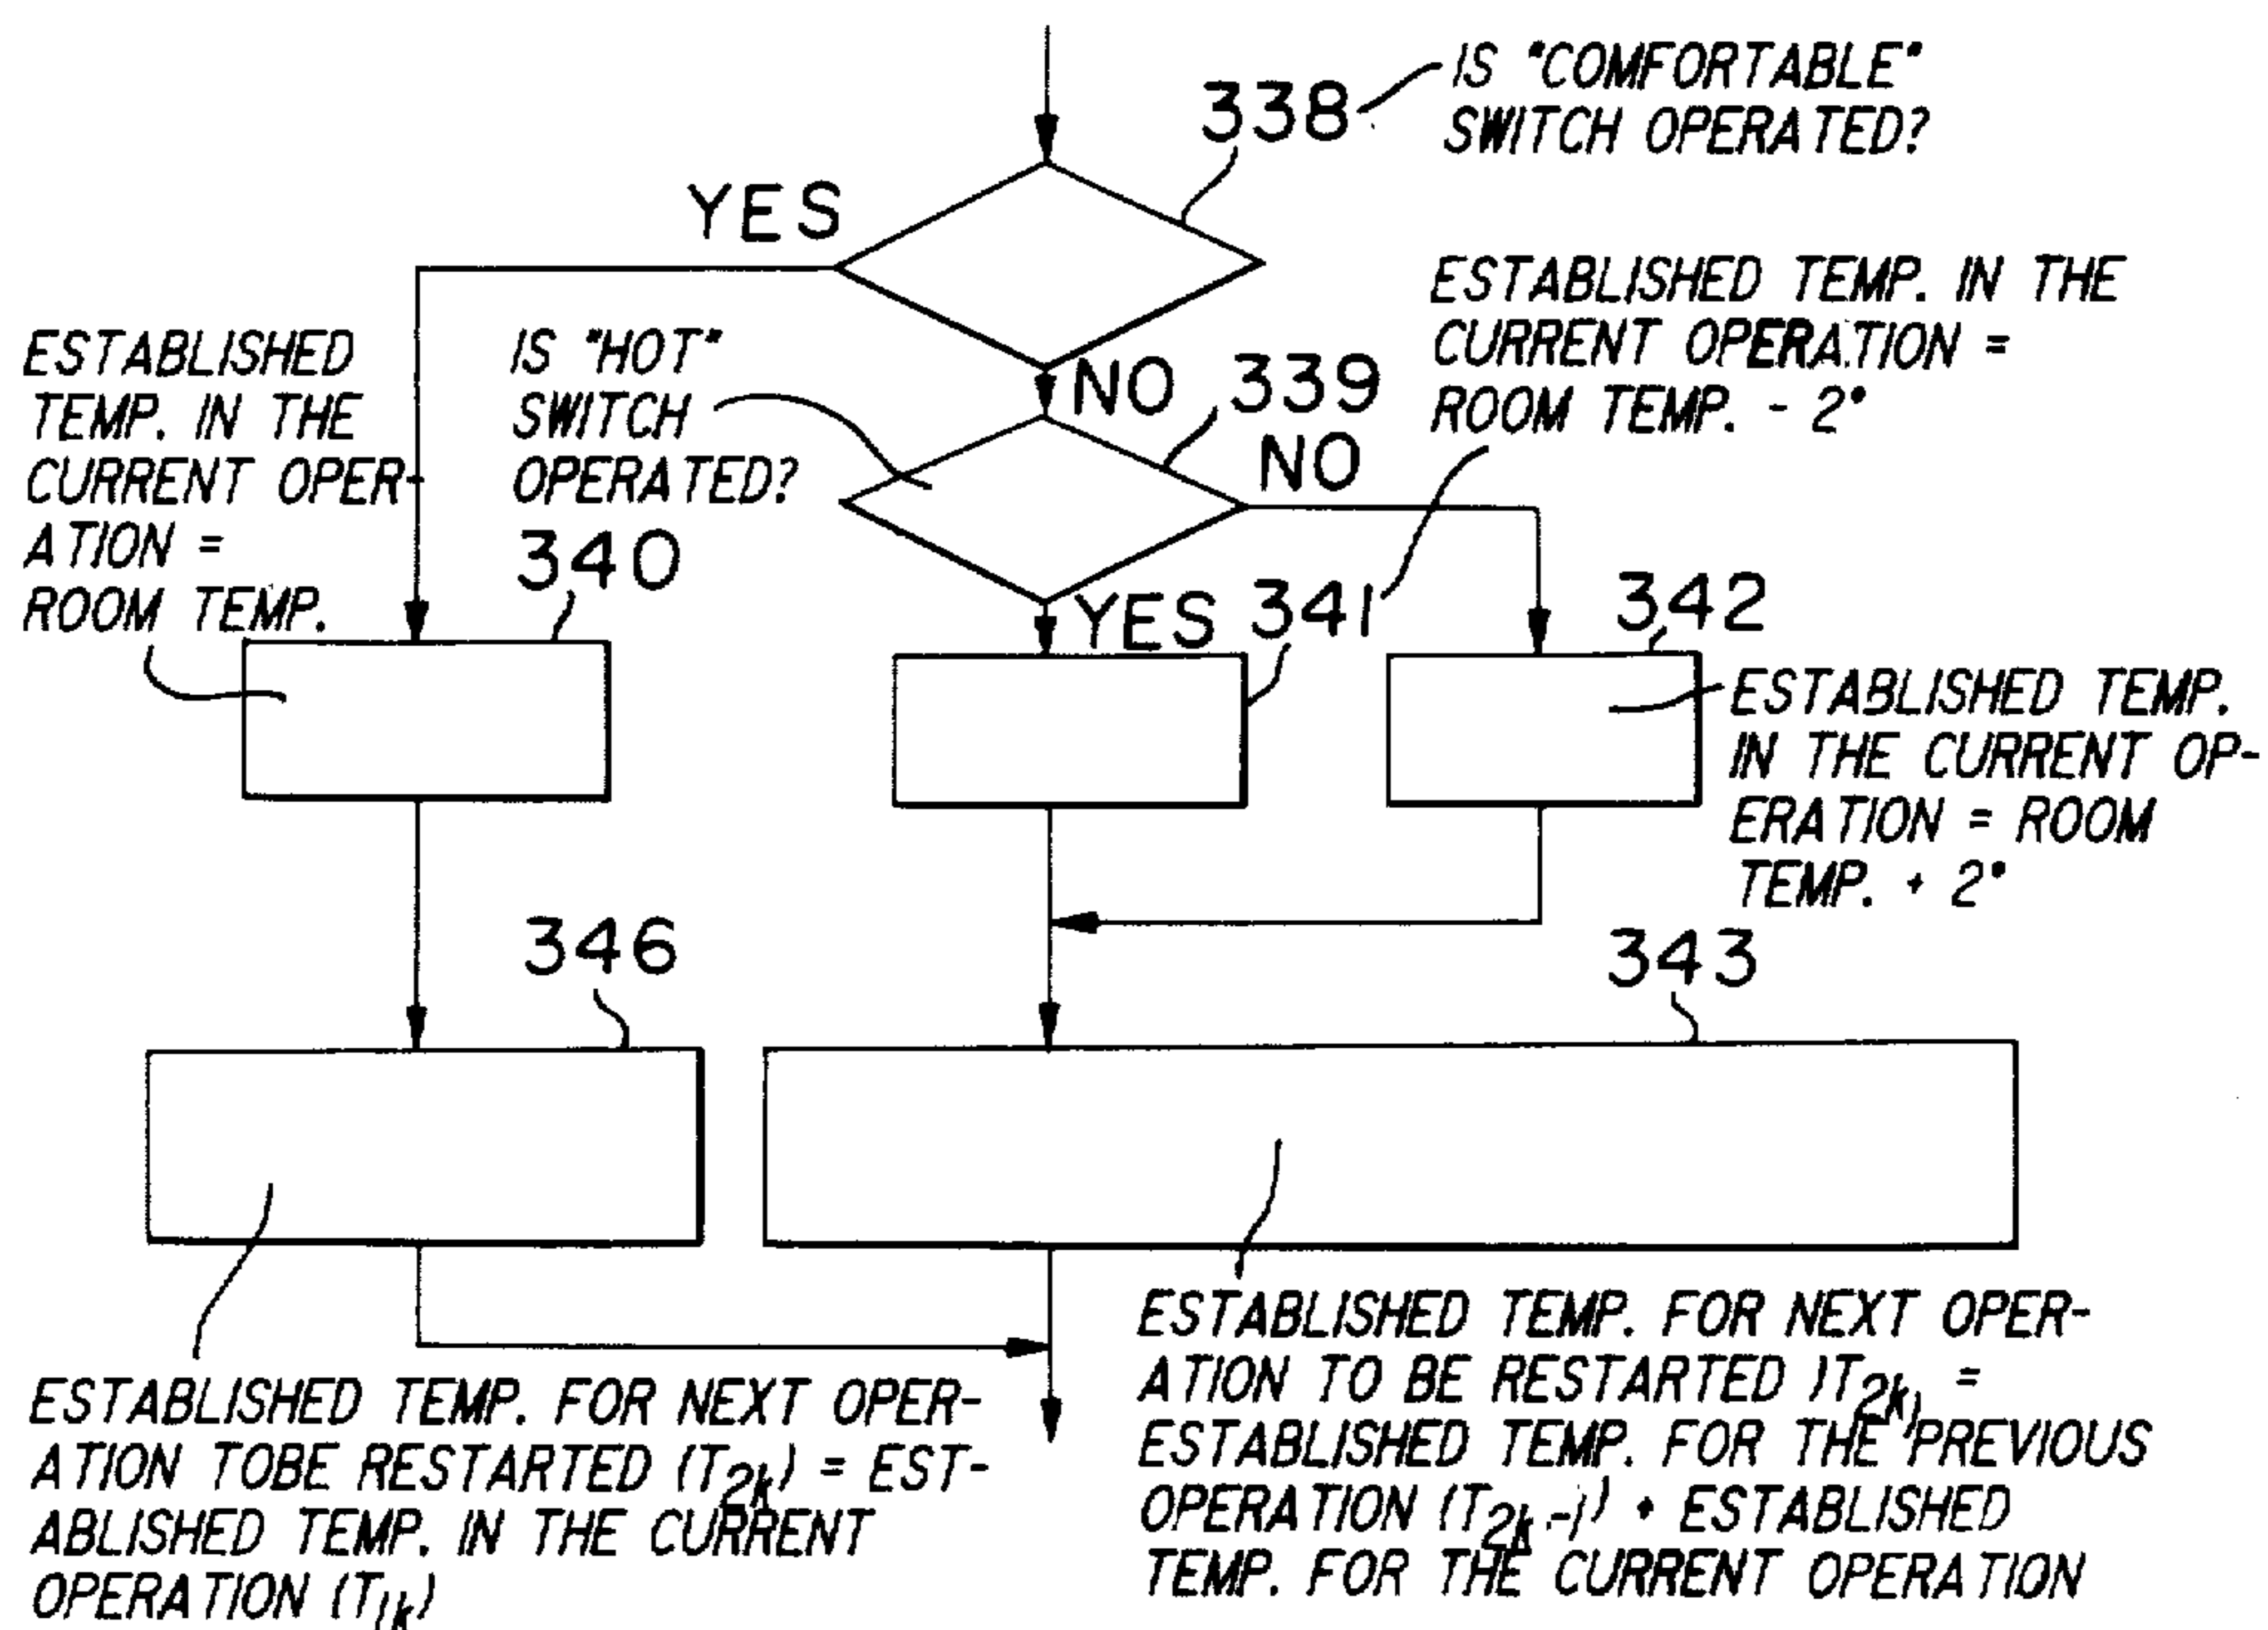 IS "COMFORTABLE"
SWITCH OPERATED?
338
YES
ESTABLISHED TEMP. IN THE
CURRENT OPERATION =
ROOM TEMP. - 2°
ESTABLISHED
TEMP. IN THE
CURRENT OPER-
ATION =
ROOM TEMP.
IS "HOT"
SWITCH
OPERATED?
NO
339
NO
340
YES
341
342
ESTABLISHED TEMP.
IN THE CURRENT OP-
ERATION = ROOM
TEMP. + 2°
346
343
ESTABLISHED TEMP. FOR NEXT OPER-
ATION TOBE RESTARTED (T2k) = EST-
ABLISHED TEMP. IN THE CURRENT
OPERATION (T1k)
ESTABLISHED TEMP. FOR NEXT OPER-
ATION TO BE RESTARTED (T2k) =
ESTABLISHED TEMP. FOR THE PREVIOUS
OPERATION (T2k-1) + ESTABLISHED
TEMP. FOR THE CURRENT OPERATION